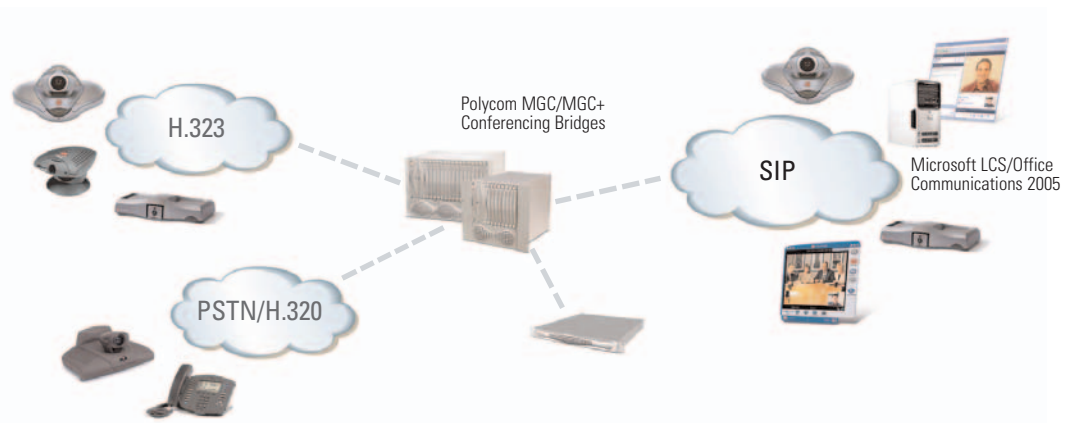 H.323
Polycom MGC/MGC+
Conferencing Bridges
SIP
Microsoft LCS/Office
Communications 2005
PSTN/H.320